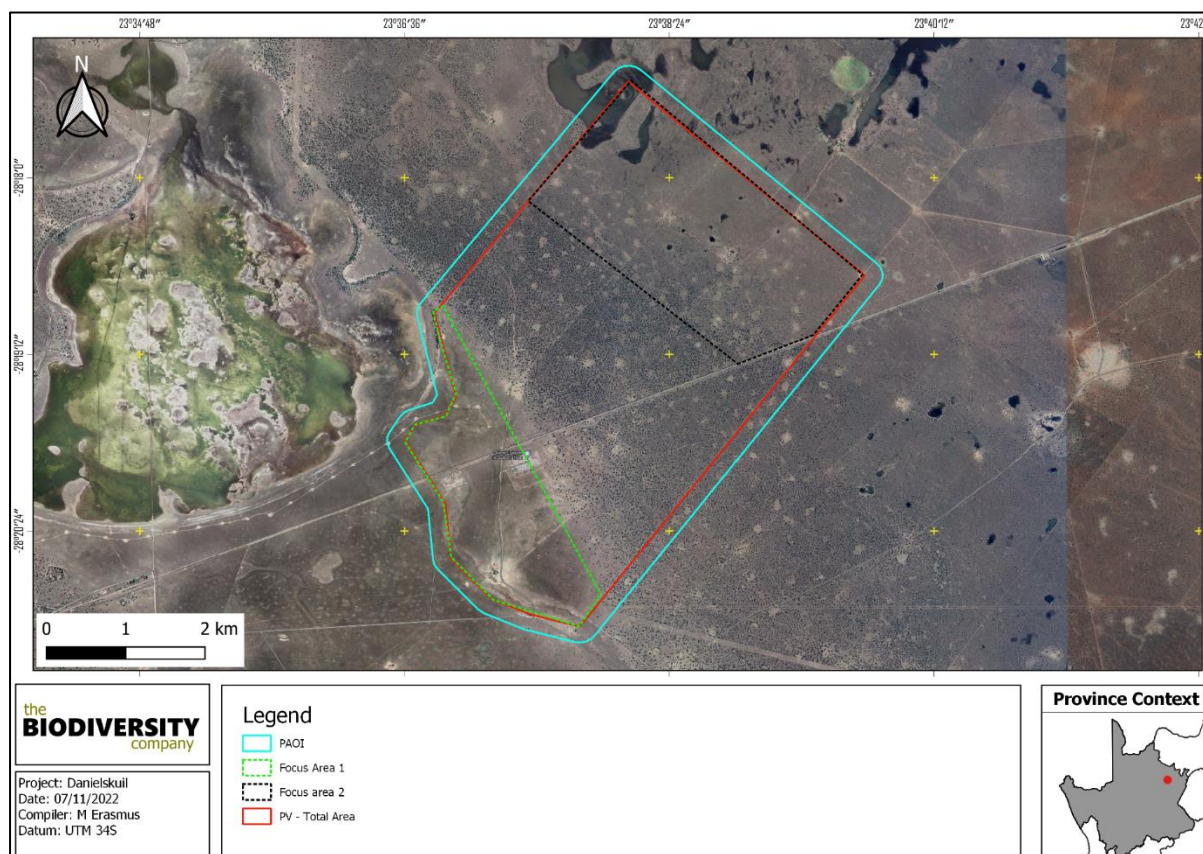 23°34'48" 23°36'36" 23°38'24" 23°40'12" 23°42
N
-28°18'0"
-28°19'12"
-28°20'24"
0 1 2 km
the
BIODIVERSITY
company
Project: Danielskuil
Date: 07/11/2022
Compiler: M Erasmus
Datum: UTM 34S
Legend
PAOI
Focus Area 1
Focus area 2
PV - Total Area
Province Context